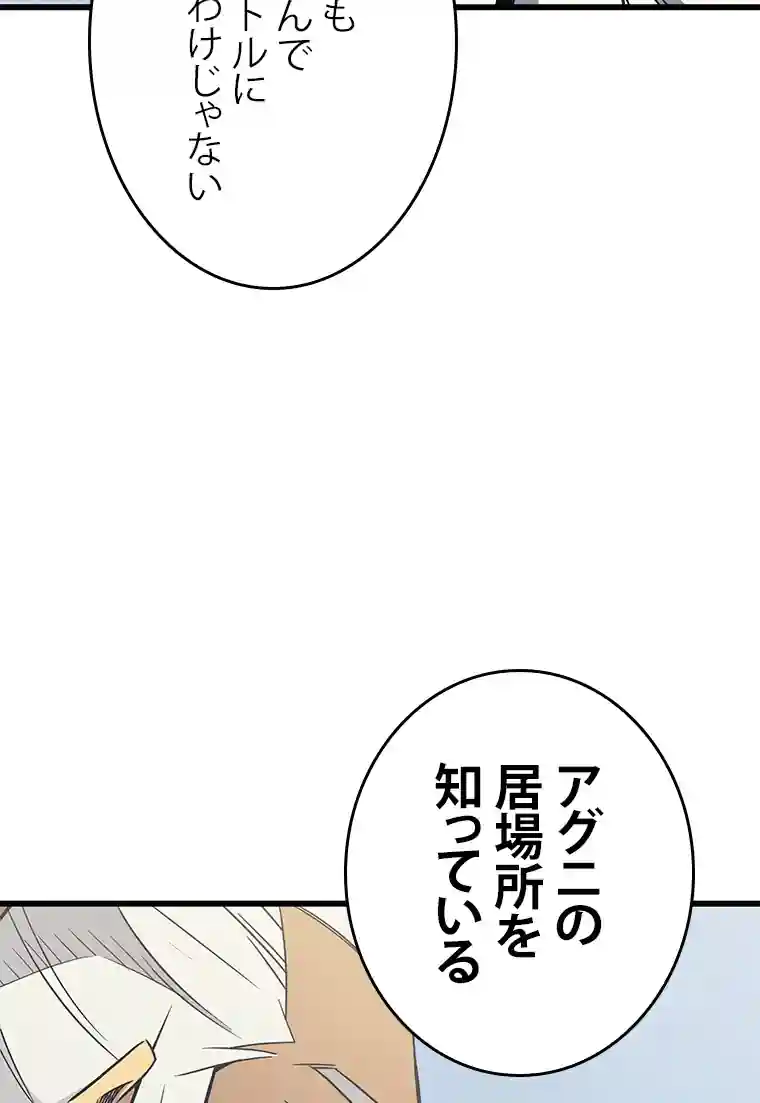 も
んで
トルに
わけじゃない
アグニの
居場所を
知っている